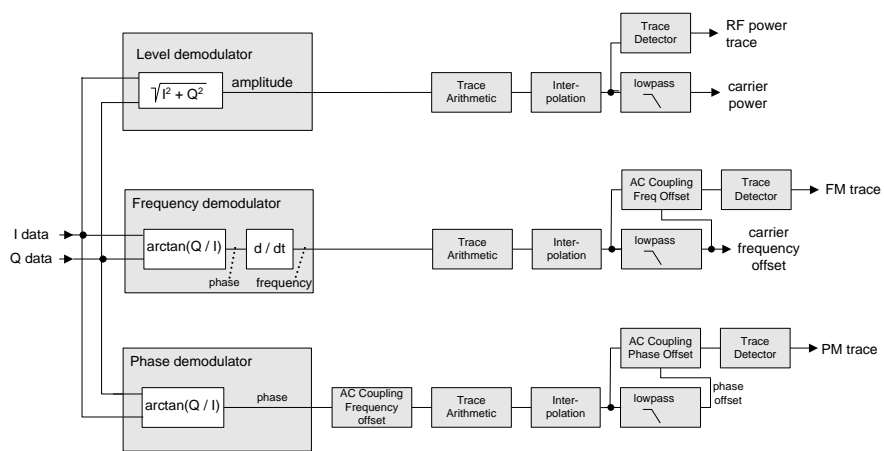 Level demodulator
√I² + Q²
amplitude
Trace
Arithmetic
Inter-
polation
Trace
Detector
RF power
trace
lowpass
carrier
power
I data
Q data
Frequency demodulator
arctan(Q / I)
d / dt
phase
frequency
Trace
Arithmetic
Inter-
polation
AC Coupling
Freq Offset
Trace
Detector
FM trace
lowpass
carrier
frequency
offset
Phase demodulator
arctan(Q / I)
phase
AC Coupling
Frequency
offset
Trace
Arithmetic
Inter-
polation
AC Coupling
Phase Offset
Trace
Detector
PM trace
lowpass
phase
offset